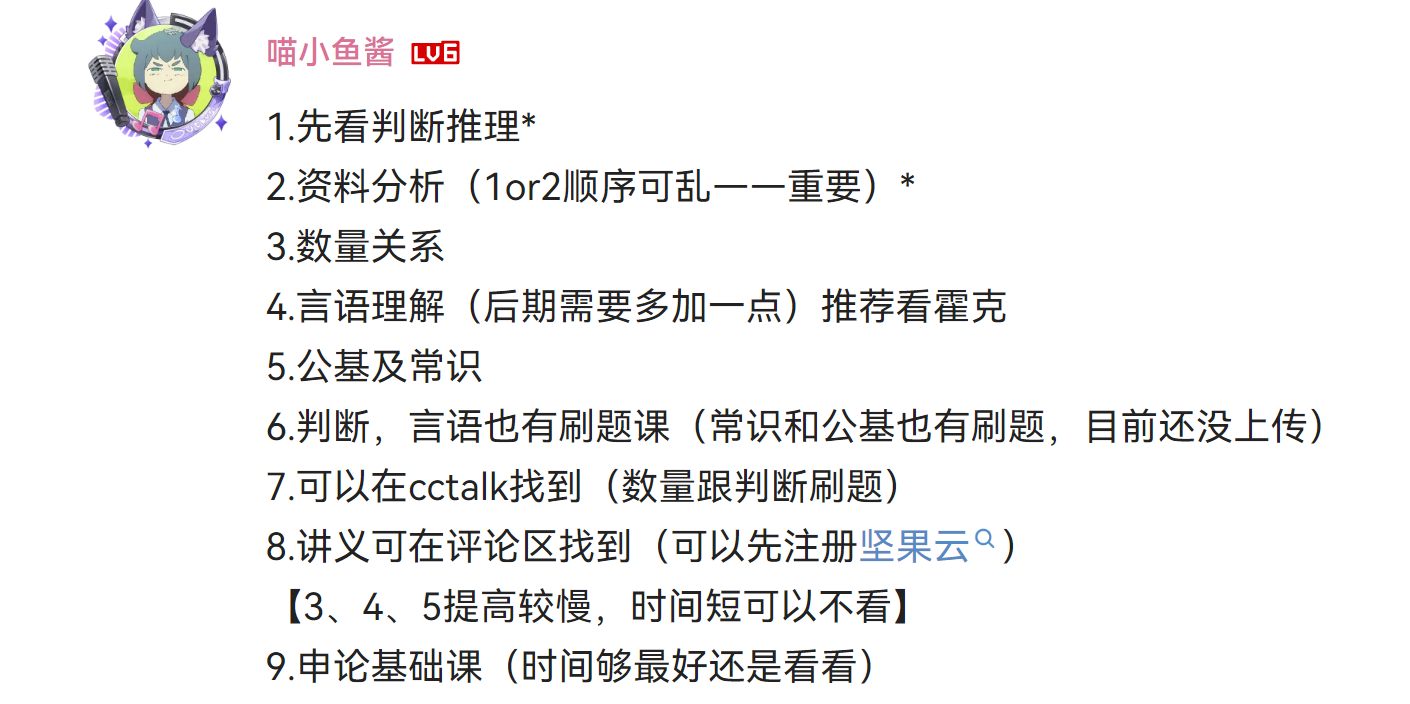 喵小鱼酱 LV6
1.先看判断推理*
2.资料分析（1or2顺序可乱一一重要）*
3.数量关系
4.言语理解（后期需要多加一点）推荐看霍克
5.公基及常识
6.判断，言语也有刷题课（常识和公基也有刷题，目前还没上传）
7.可以在cctalk找到（数量跟判断刷题）
8.讲义可在评论区找到（可以先注册坚果云）
【3、4、5提高较慢，时间短可以不看】
9.申论基础课（时间够最好还是看看）